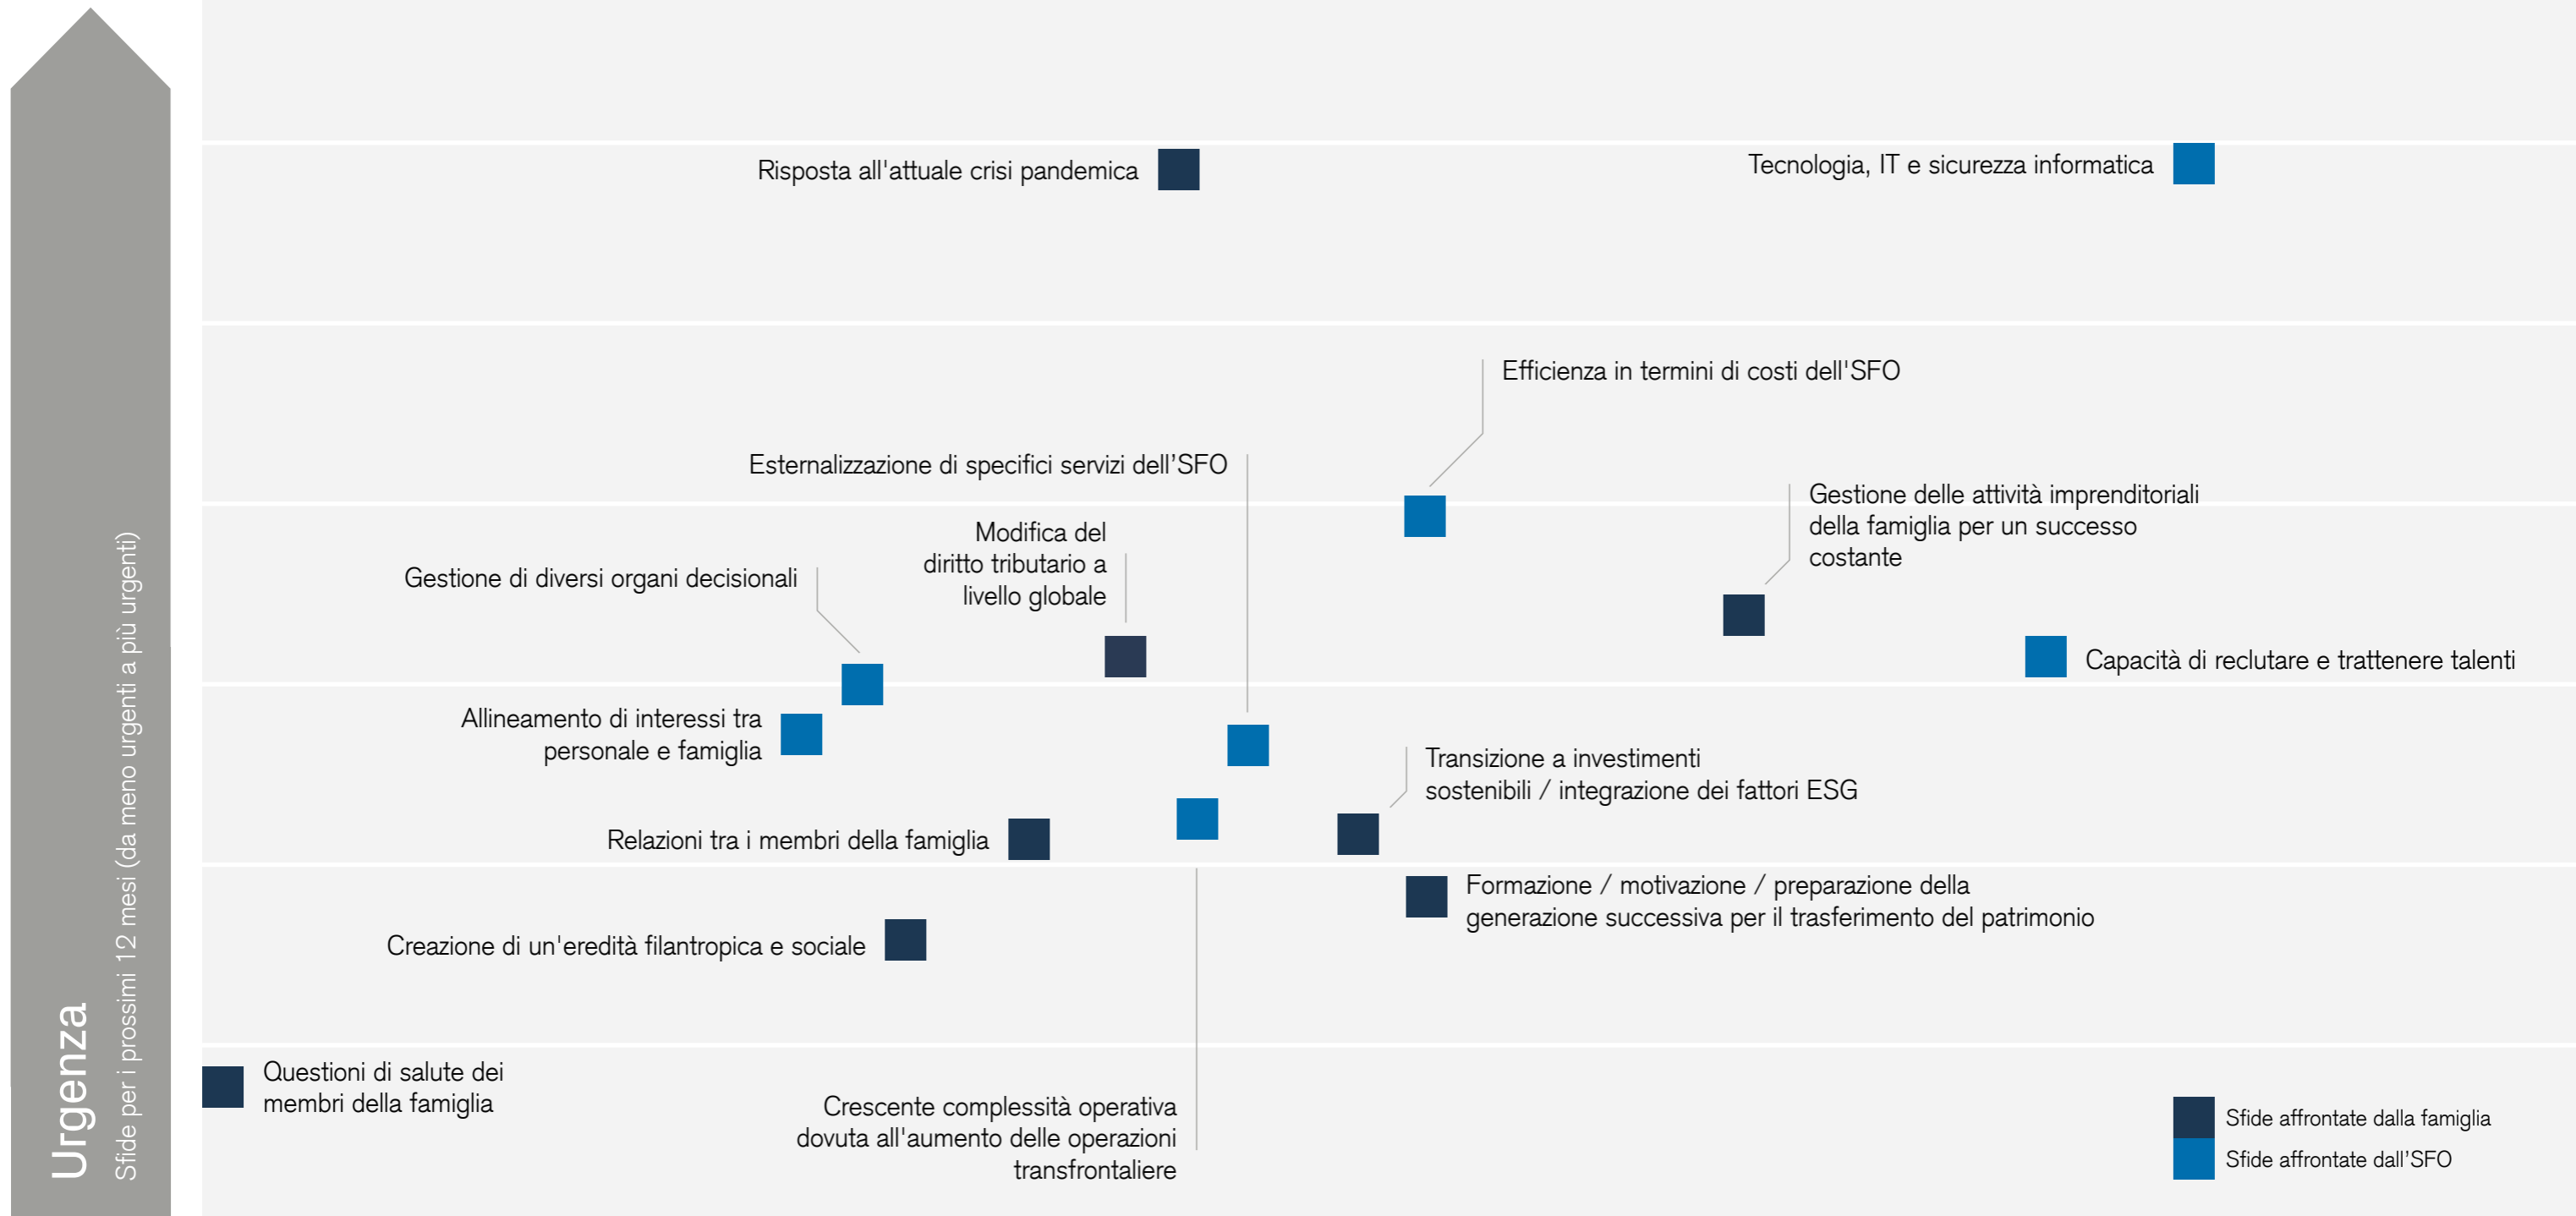 Urgenza
Sfide per i prossimi 12 mesi (da meno urgenti a più urgenti)
Risposta all'attuale crisi pandemica
Tecnologia, IT e sicurezza informatica
Efficienza in termini di costi dell'SFO
Esternalizzazione di specifici servizi dell’SFO
Gestione delle attività imprenditoriali
della famiglia per un successo
costante
Modifica del
diritto tributario a
livello globale
Gestione di diversi organi decisionali
Capacità di reclutare e trattenere talenti
Allineamento di interessi tra
personale e famiglia
Transizione a investimenti
sostenibili / integrazione dei fattori ESG
Relazioni tra i membri della famiglia
Formazione / motivazione / preparazione della
generazione successiva per il trasferimento del patrimonio
Creazione di un'eredità filantropica e sociale
Questioni di salute dei
membri della famiglia
Crescente complessità operativa
dovuta all'aumento delle operazioni
transfrontaliere
Sfide affrontate dalla famiglia
Sfide affrontate dall’SFO